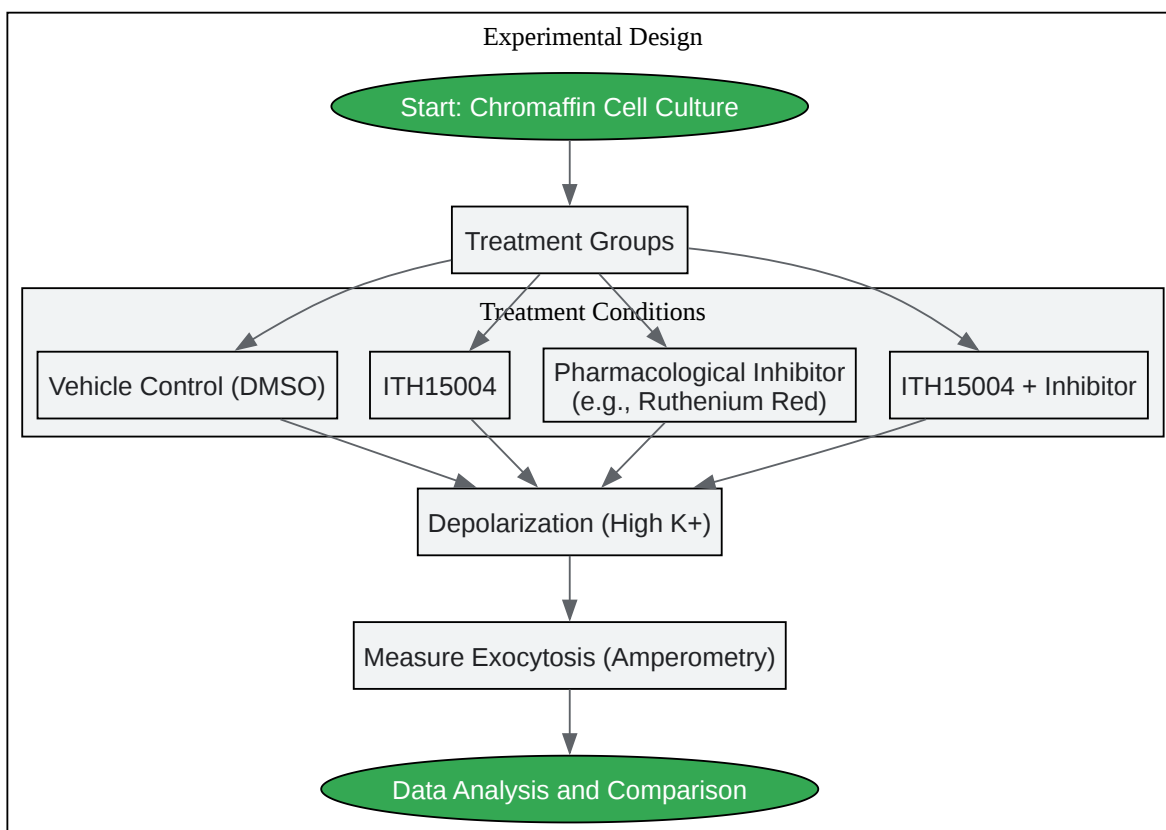 Experimental Design
Start: Chromaffin Cell Culture
Treatment Groups
Treatment Conditions
Vehicle Control (DMSO)
ITH15004
Pharmacological Inhibitor
(e.g., Ruthenium Red)
ITH15004 + Inhibitor
Depolarization (High K+)
Measure Exocytosis (Amperometry)
Data Analysis and Comparison